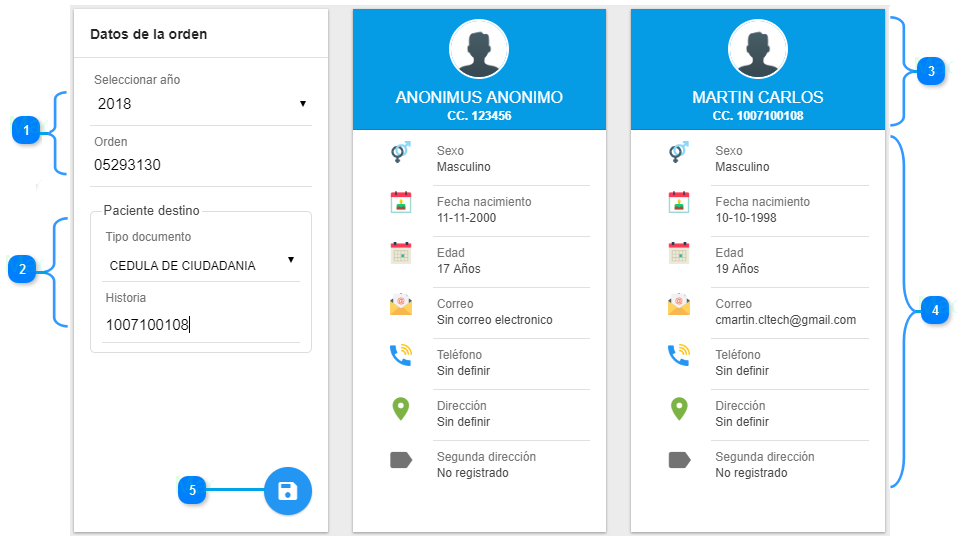 Datos de la orden
Seleccionar año
2018
1
Orden
05293130
Paciente destino
Tipo documento
2
CEDULA DE CIUDADANIA
Historia
1007100108
5
ANONIMUS ANONIMO
CC. 123456
Sexo
Masculino
Fecha nacimiento
11-11-2000
Edad
17 Años
Correo
Sin correo electronico
Teléfono
Sin definir
Dirección
Sin definir
Segunda dirección
No registrado
MARTIN CARLOS
CC. 1007100108
3
Sexo
Masculino
Fecha nacimiento
10-10-1998
Edad
19 Años
Correo
cmartin.cltech@gmail.com
4
Teléfono
Sin definir
Dirección
Sin definir
Segunda dirección
No registrado